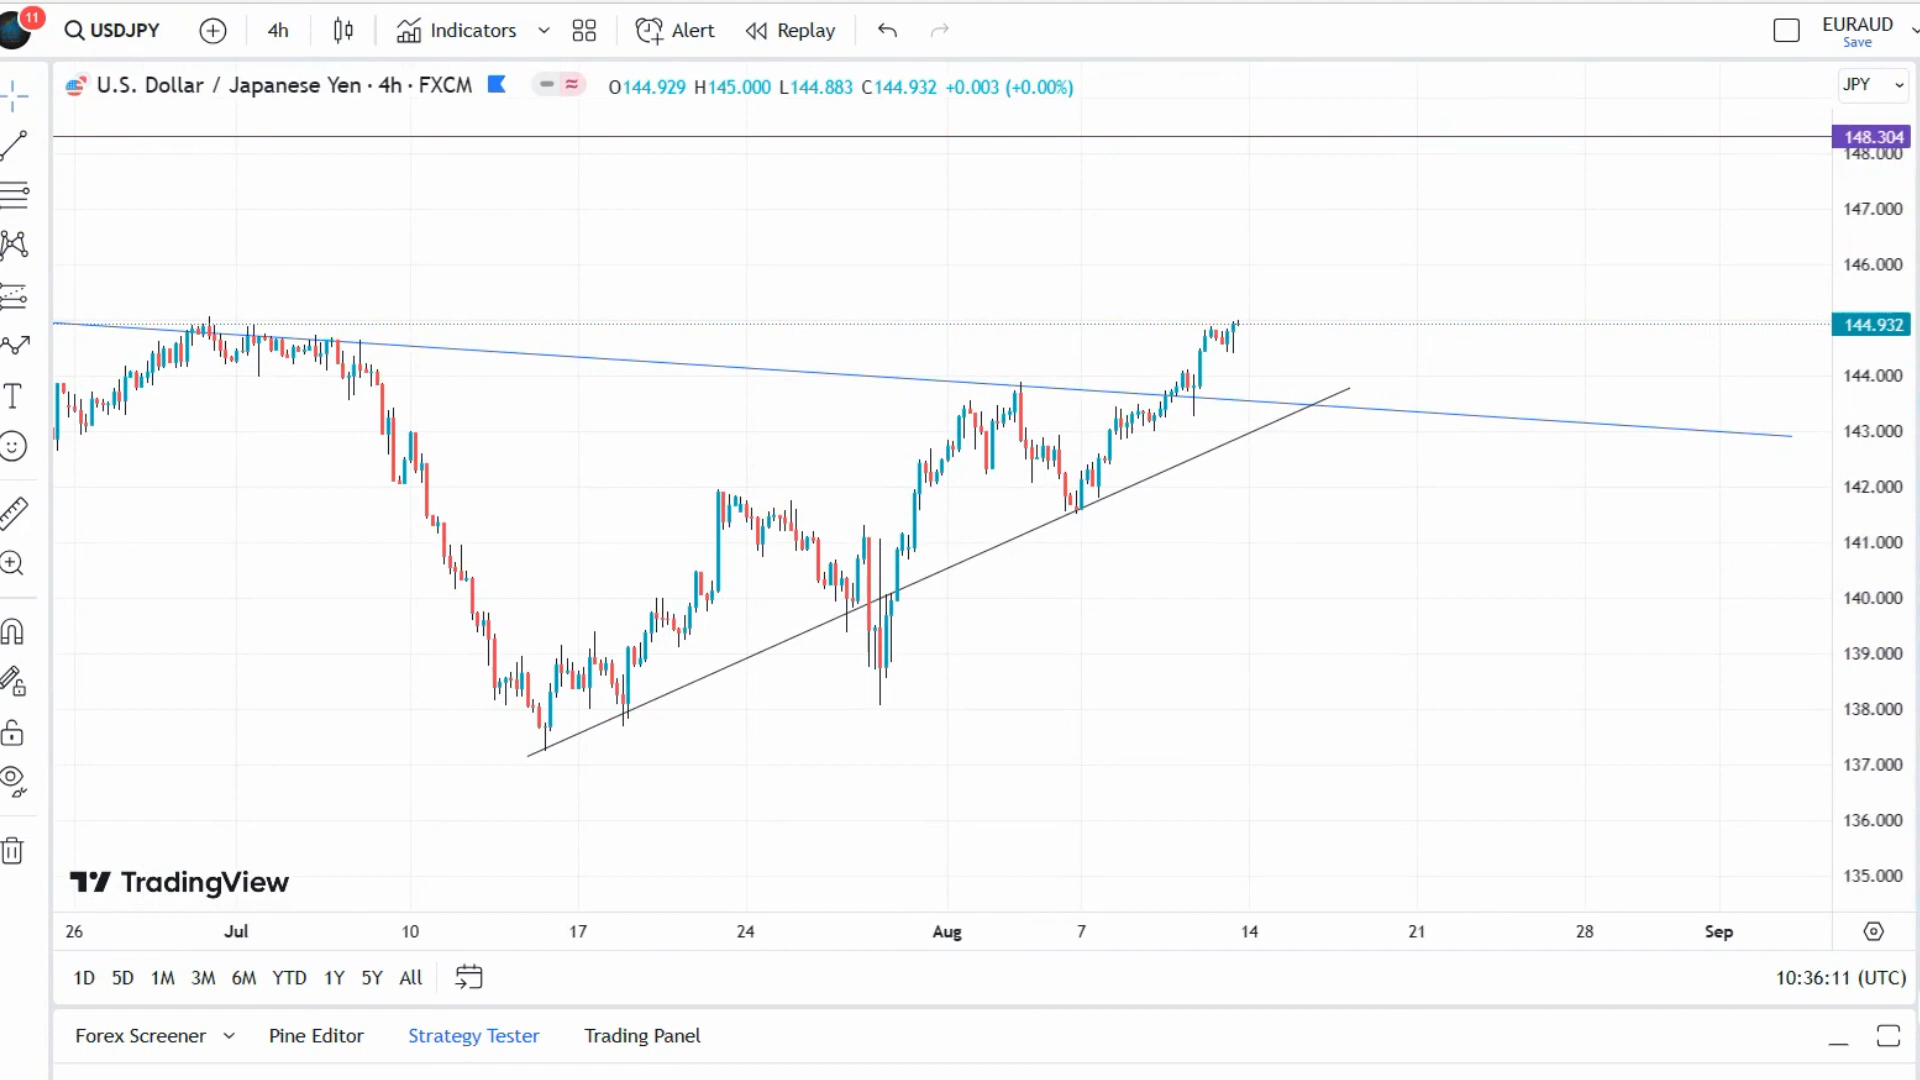 11
USDJPY
4h
Indicators
Alert
Replay
EURAUD
Save
U.S. Dollar / Japanese Yen · 4h · FXCM
O144.929 H145.000 L144.883 C144.932 +0.003 (+0.00%)
JPY
148.304
148.000
147.000
146.000
144.932
144.000
143.000
142.000
141.000
140.000
139.000
138.000
137.000
136.000
135.000
TradingView
26 Jul 10 17 24 Aug 7 14 21 28 Sep
1D 5D 1M 3M 6M YTD 1Y 5Y All
10:36:11 (UTC)
Forex Screener Pine Editor Strategy Tester Trading Panel